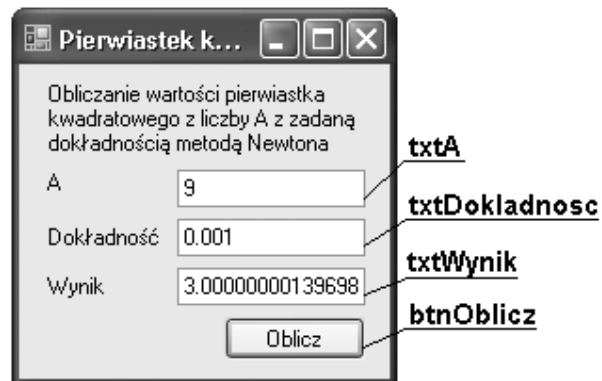 Pierwiastek k...
Obliczanie wartości pierwiastka
kwadratowego z liczby A z zadaną
dokładnością metodą Newtona
txtA
A
9
txtDokladnosc
Dokładność
0.001
txtWynik
Wynik
3.00000000139698
btnOblicz
Oblicz